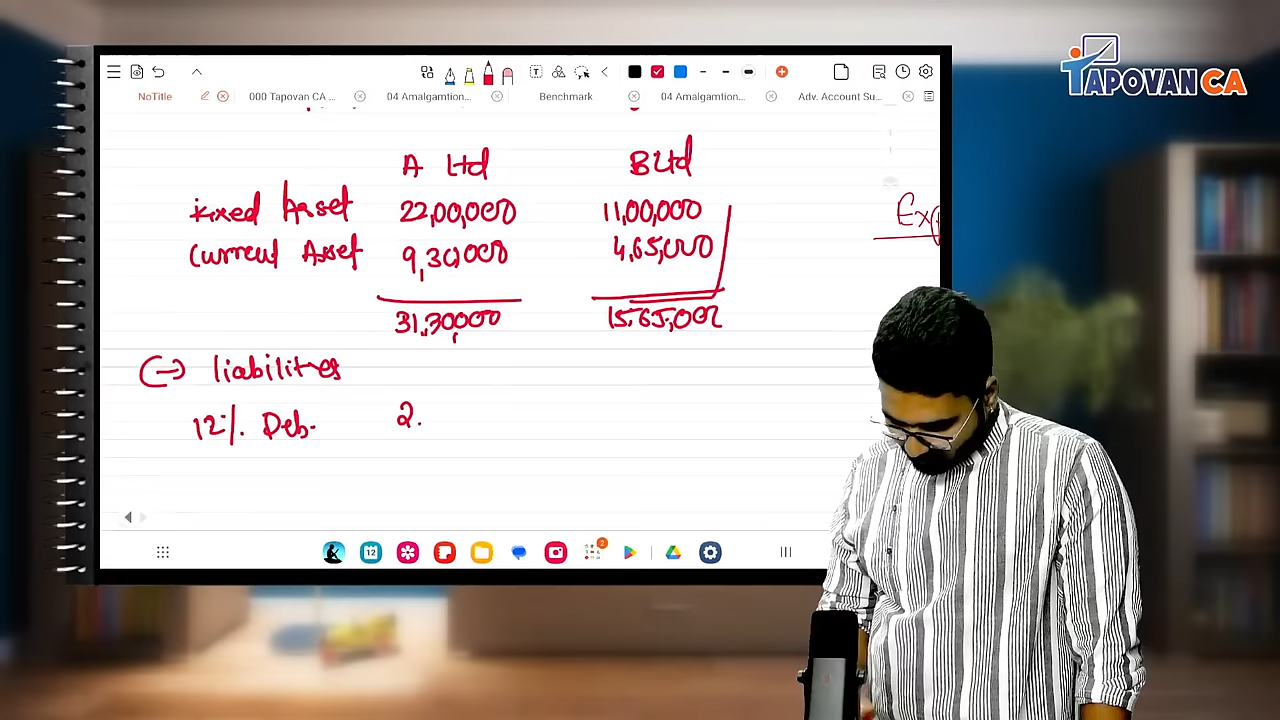 TAPOVAN CA
NoTitle
000 Tapovan CA ...
04 Amalgamtion...
Benchmark
04 Amalgamtion...
Adv. Account Su...
A Ltd B Ltd
Fixed Asset 22,00,000 11,00,000
Current Asset 9,30,000 4,65,000
31,30,000 15,65,000
(-) liabilities
12%. Deb. 2.
12
2